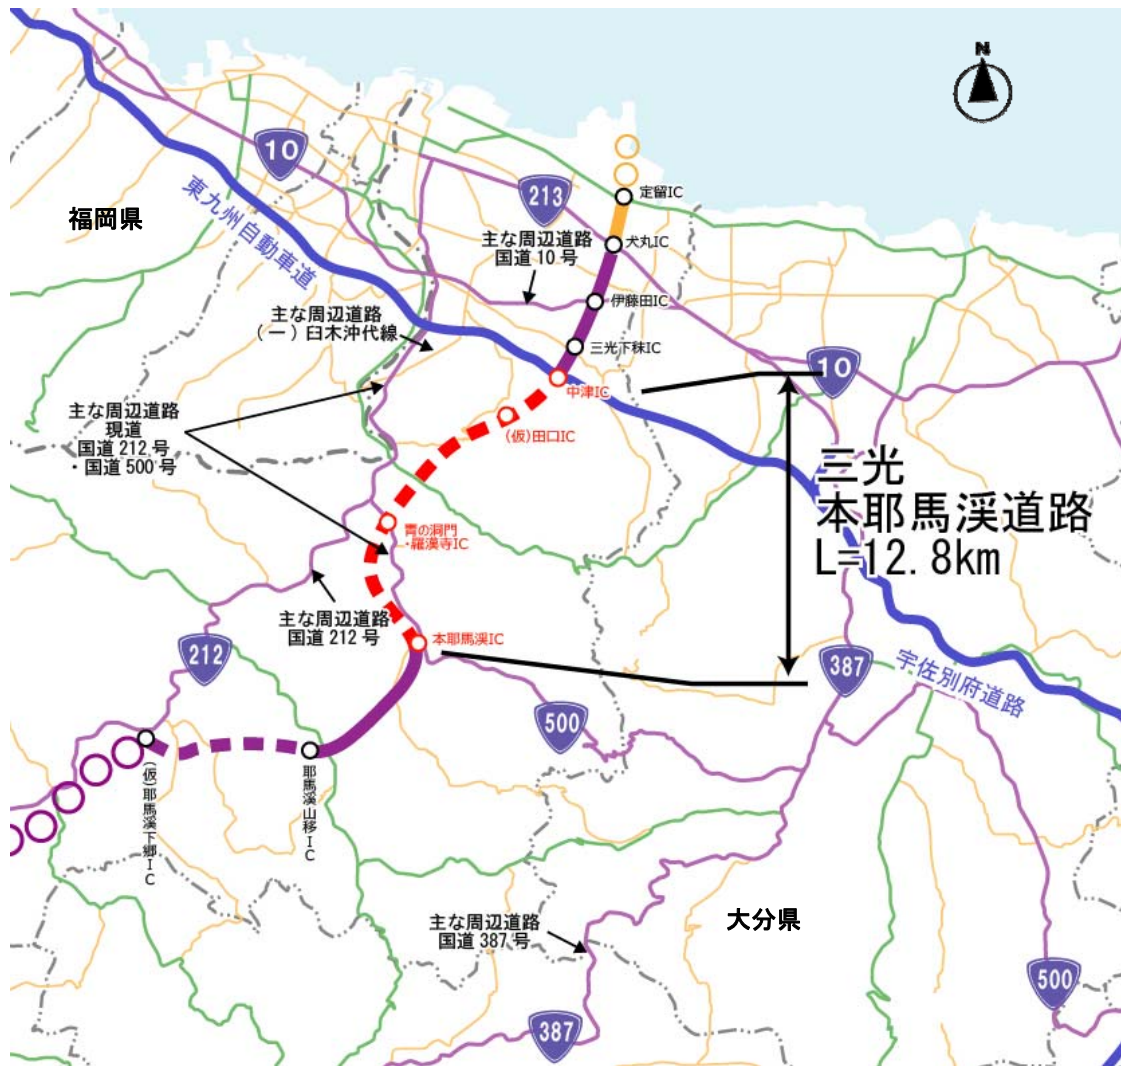 N
10
福岡県
東九州自動車道
213
定留IC
主な周辺道路
国道10号
犬丸IC
伊藤田IC
主な周辺道路
(一)臼木沖代線
三光下秣IC
10
中津IC
(仮)田口IC
主な周辺道路
現道
国道212号
・国道500号
三光
本耶馬渓道路
L=12.8km
青の洞門
・羅漢寺IC
主な周辺道路
国道212号
本耶馬渓IC
212
387
宇佐別府道路
500
(仮)耶馬溪下郷IC
耶馬溪山移IC
主な周辺道路
国道387号
大分県
500
387